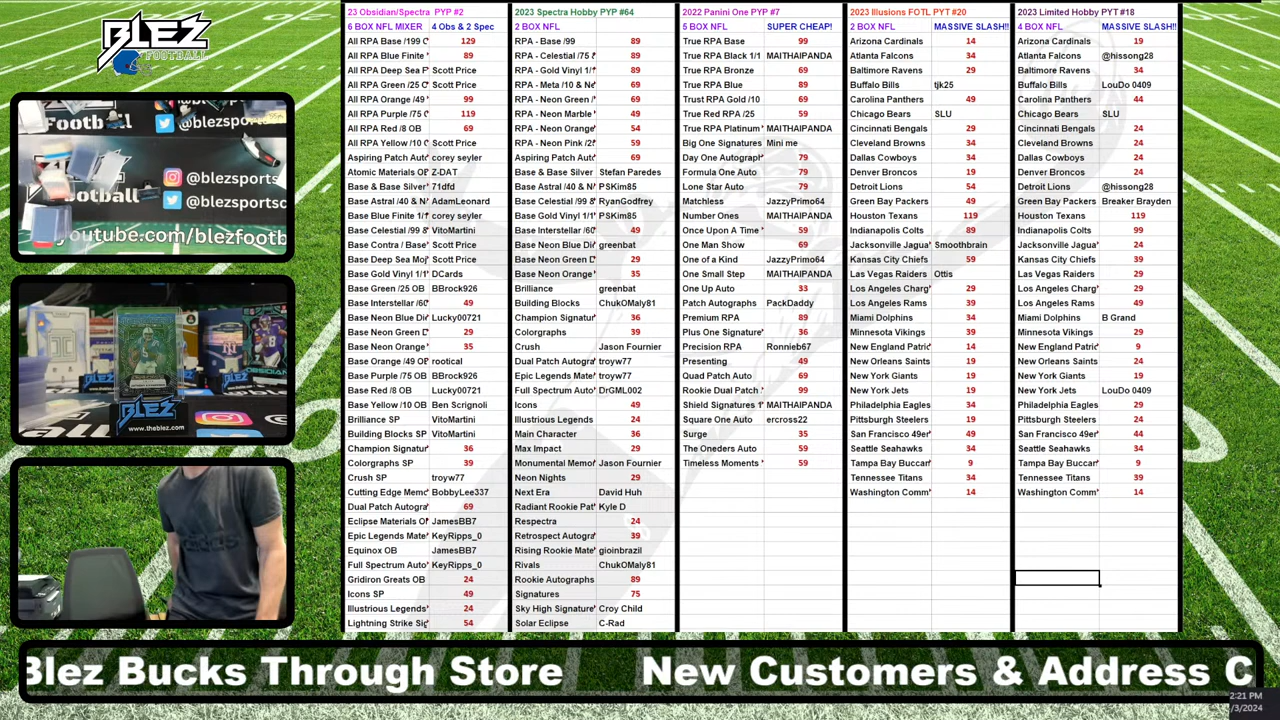 BLEZ
FOOTBALL
Football
@blezsports
@blezsports
@blezsportsc
Football
youtube.com/blezfootb
BLEZ
www.theblez.com
23 Obsidian/Spectra PYP #2
6 BOX NFL MIXER 4 Obs & 2 Spec
All RPA Base /199 129
All RPA Blue Finite 89
All RPA Deep Sea Scott Price
All RPA Green /25 Scott Price
All RPA Orange /49 99
All RPA Purple /75 119
All RPA Red /8 OB 69
All RPA Yellow /10 Scott Price
Aspiring Patch Aut corey seyler
Atomic Materials OB Z-DAT
Base & Base Silver 71dfd
Base Astral /40 & N AdamLeonard
Base Blue Finite 1/ corey seyler
Base Celestial /99 & VitoMartini
Base Contra / Base Scott Price
Base Deep Sea Moj Scott Price
Base Gold Vinyl 1/1 DCards
Base Green /25 OB BBrock926
Base Interstellar /60 49
Base Neon Blue Di Lucky00721
Base Neon Green D 29
Base Neon Orange 35
Base Orange /49 OB rootical
Base Purple /75 OB BBrock926
Base Red /8 OB Lucky00721
Base Yellow /10 OB Ben Scrignoli
Brilliance SP VitoMartini
Building Blocks SP VitoMartini
Champion Signatu 36
Colorgraphs SP 39
Crush SP troyw77
Cutting Edge Memo BobbyLee337
Dual Patch Autogra 69
Eclipse Materials O JamesBB7
Epic Legends Mate KeyRipps_0
Equinox OB JamesBB7
Full Spectrum Auto KeyRipps_0
Gridiron Greats OB 24
Icons SP 49
Illustrious Legends 24
Lightning Strike Sig 54
2023 Spectra Hobby PYP #64
2 BOX NFL
RPA - Base /99 89
RPA - Celestial /75 89
RPA - Gold Vinyl 1/ 89
RPA - Meta /10 & Ne 69
RPA - Neon Green / 69
RPA - Neon Marble 49
RPA - Neon Orange 54
RPA - Neon Pink /2 59
Aspiring Patch Aut 69
Base & Base Silver Stefan Paredes
Base Astral /40 & N PSKim85
Base Celestial /99 & RyanGodfrey
Base Gold Vinyl 1/1 PSKim85
Base Interstellar /60 49
Base Neon Blue Di greenbat
Base Neon Green D 29
Base Neon Orange 35
Brilliance greenbat
Building Blocks ChukOMaly81
Champion Signatu 36
Colorgraphs 39
Crush Jason Fournier
Dual Patch Autogra troyw77
Epic Legends Mate troyw77
Full Spectrum Auto DrGML002
Icons 49
Illustrious Legends 24
Main Character 36
Max Impact 29
Monumental Memo Jason Fournier
Neon Nights 29
Next Era David Huh
Radiant Rookie Pat Kyle D
Respectra 24
Retrospect Autogra 39
Rising Rookie Mate gioinbrazil
Rivals ChukOMaly81
Rookie Autographs 89
Signatures 75
Sky High Signature Croy Child
Solar Eclipse C-Rad
2022 Panini One PYP #7
5 BOX NFL SUPER CHEAP!
True RPA Base 99
True RPA Black 1/1 MAITHAIPANDA
True RPA Bronze 69
True RPA Blue 89
Trust RPA Gold /10 69
True Red RPA /25 59
True RPA Platinum MAITHAIPANDA
Big One Signatures Mini me
Day One Autograph 79
Formula One Auto 79
Lone Star Auto 79
Matchless JazzyPrimo64
Number Ones MAITHAIPANDA
Once Upon A Time 59
One Man Show 69
One of a Kind JazzyPrimo64
One Small Step MAITHAIPANDA
One Up Auto 33
Patch Autographs PackDaddy
Premium RPA 89
Plus One Signature 36
Precision RPA Ronnieb67
Presenting 49
Quad Patch Auto 69
Rookie Dual Patch 99
Shield Signatures 1 MAITHAIPANDA
Square One Auto ercross22
Surge 35
The Oneders Auto 59
Timeless Moments 59
2023 Illusions FOTL PYT #20
2 BOX NFL MASSIVE SLASH!!
Arizona Cardinals 14
Atlanta Falcons 34
Baltimore Ravens 29
Buffalo Bills tjk25
Carolina Panthers 49
Chicago Bears SLU
Cincinnati Bengals 29
Cleveland Browns 34
Dallas Cowboys 34
Denver Broncos 19
Detroit Lions 54
Green Bay Packers 49
Houston Texans 119
Indianapolis Colts 89
Jacksonville Jagua Smoothbrain
Kansas City Chiefs 59
Las Vegas Raiders Ottis
Los Angeles Charg 29
Los Angeles Rams 39
Miami Dolphins 34
Minnesota Vikings 39
New England Patric 14
New Orleans Saints 19
New York Giants 19
New York Jets 19
Philadelphia Eagles 34
Pittsburgh Steelers 19
San Francisco 49er 49
Seattle Seahawks 34
Tampa Bay Buccar 9
Tennessee Titans 34
Washington Comm 14
2023 Limited Hobby PYT #18
4 BOX NFL MASSIVE SLASH!!
Arizona Cardinals 19
Atlanta Falcons @hissong28
Baltimore Ravens 34
Buffalo Bills LouDo 0409
Carolina Panthers 44
Chicago Bears SLU
Cincinnati Bengals 24
Cleveland Browns 24
Dallas Cowboys 24
Denver Broncos 24
Detroit Lions @hissong28
Green Bay Packers Breaker Brayden
Houston Texans 119
Indianapolis Colts 99
Jacksonville Jagua 24
Kansas City Chiefs 39
Las Vegas Raiders 29
Los Angeles Charg 29
Los Angeles Rams 49
Miami Dolphins B Grand
Minnesota Vikings 29
New England Patric 9
New Orleans Saints 24
New York Giants 19
New York Jets LouDo 0409
Philadelphia Eagles 29
Pittsburgh Steelers 24
San Francisco 49er 44
Seattle Seahawks 34
Tampa Bay Buccar 9
Tennessee Titans 39
Washington Comm 14
Blez Bucks Through Store New Customers & Address C
2:21 PM
/3/2024